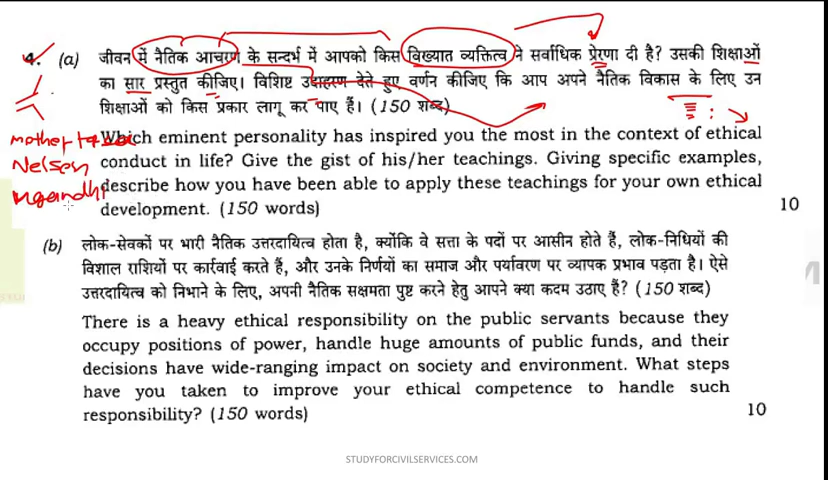 4. (a) जीवन में नैतिक आचरण के सन्दर्भ में आपको किस विख्यात व्यक्तित्व ने सर्वाधिक प्रेरणा दी है? उसकी शिक्षाओं
का सार प्रस्तुत कीजिए। विशिष्ट उदाहरण देते हुए वर्णन कीजिए कि आप अपने नैतिक विकास के लिए उन
शिक्षाओं को किस प्रकार लागू कर पाए हैं। (150 शब्द)
mother
Which eminent personality has inspired you the most in the context of ethical
Nelson
conduct in life? Give the gist of his/her teachings. Giving specific examples,
mgandhi
describe how you have been able to apply these teachings for your own ethical
development. (150 words) 10
(b) लोक-सेवकों पर भारी नैतिक उत्तरदायित्व होता है, क्योंकि वे सत्ता के पदों पर आसीन होते हैं, लोक-निधियों की
विशाल राशियों पर कार्रवाई करते हैं, और उनके निर्णयों का समाज और पर्यावरण पर व्यापक प्रभाव पड़ता है। ऐसे
उत्तरदायित्व को निभाने के लिए, अपनी नैतिक सक्षमता पुष्ट करने हेतु आपने क्या कदम उठाए हैं? (150 शब्द)
There is a heavy ethical responsibility on the public servants because they
occupy positions of power, handle huge amounts of public funds, and their
decisions have wide-ranging impact on society and environment. What steps
have you taken to improve your ethical competence to handle such
responsibility? (150 words) 10
STUDYFORCIVILSERVICES.COM